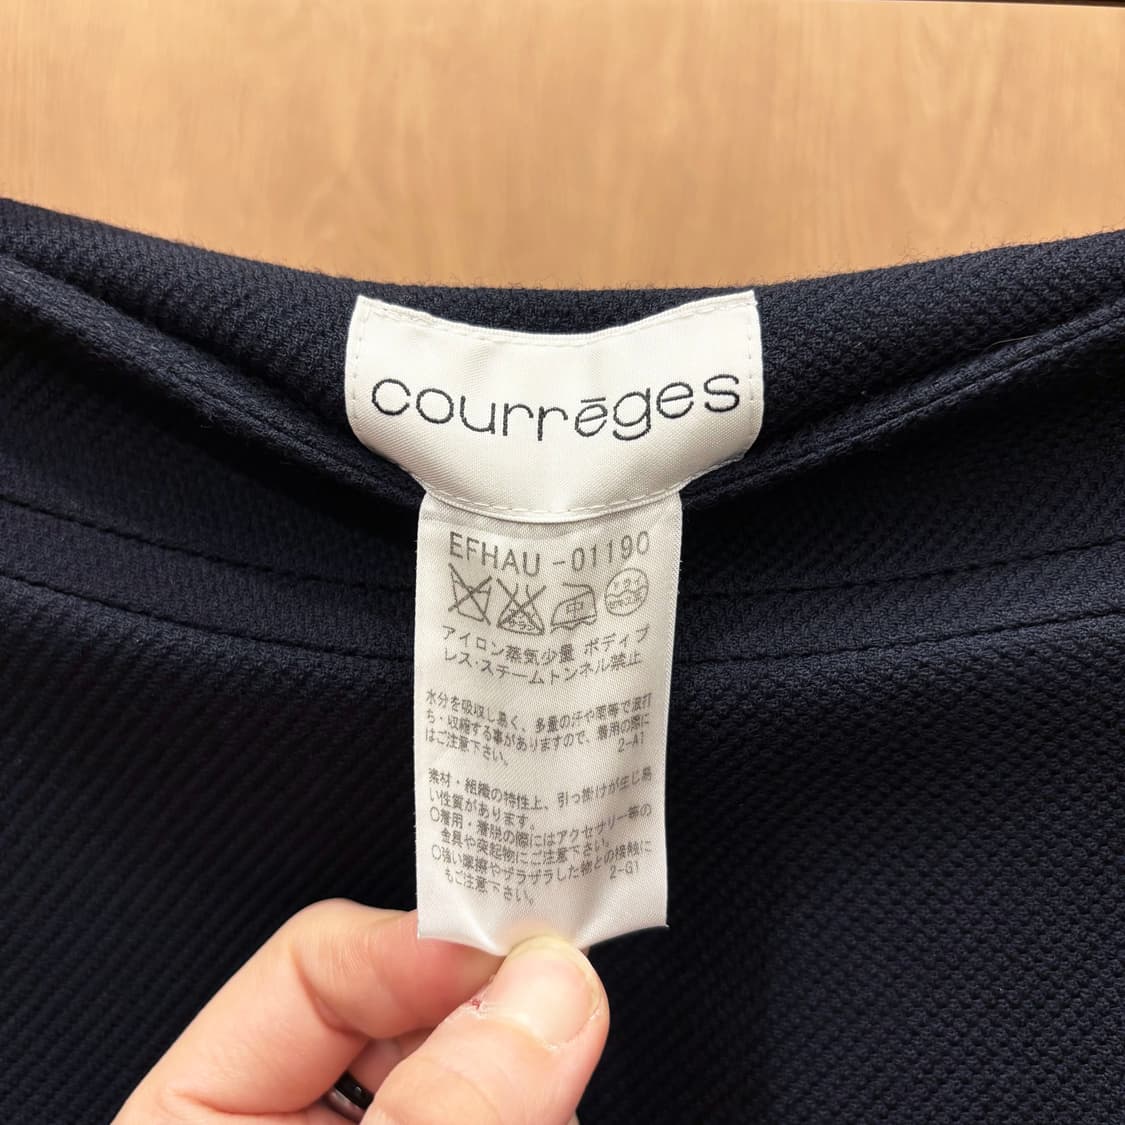 courrēges
EFHAU-01190
中
ドライ
アイロン蒸気少量 ボディプ
レス・スチームトンネル禁止
水分を吸収し易く、多量の汗や雨等で波打
ち・収縮する事がありますので、着用の際に
はご注意下さい。 2-A1
素材・組織の特性上、引っ掛けが生じ易
い性質があります。
○着用・着脱の際にはアクセサリー等の
金具や突起物にご注意下さい。
○強い摩擦やザラザラした物との接触に
もご注意下さい。 2-G1